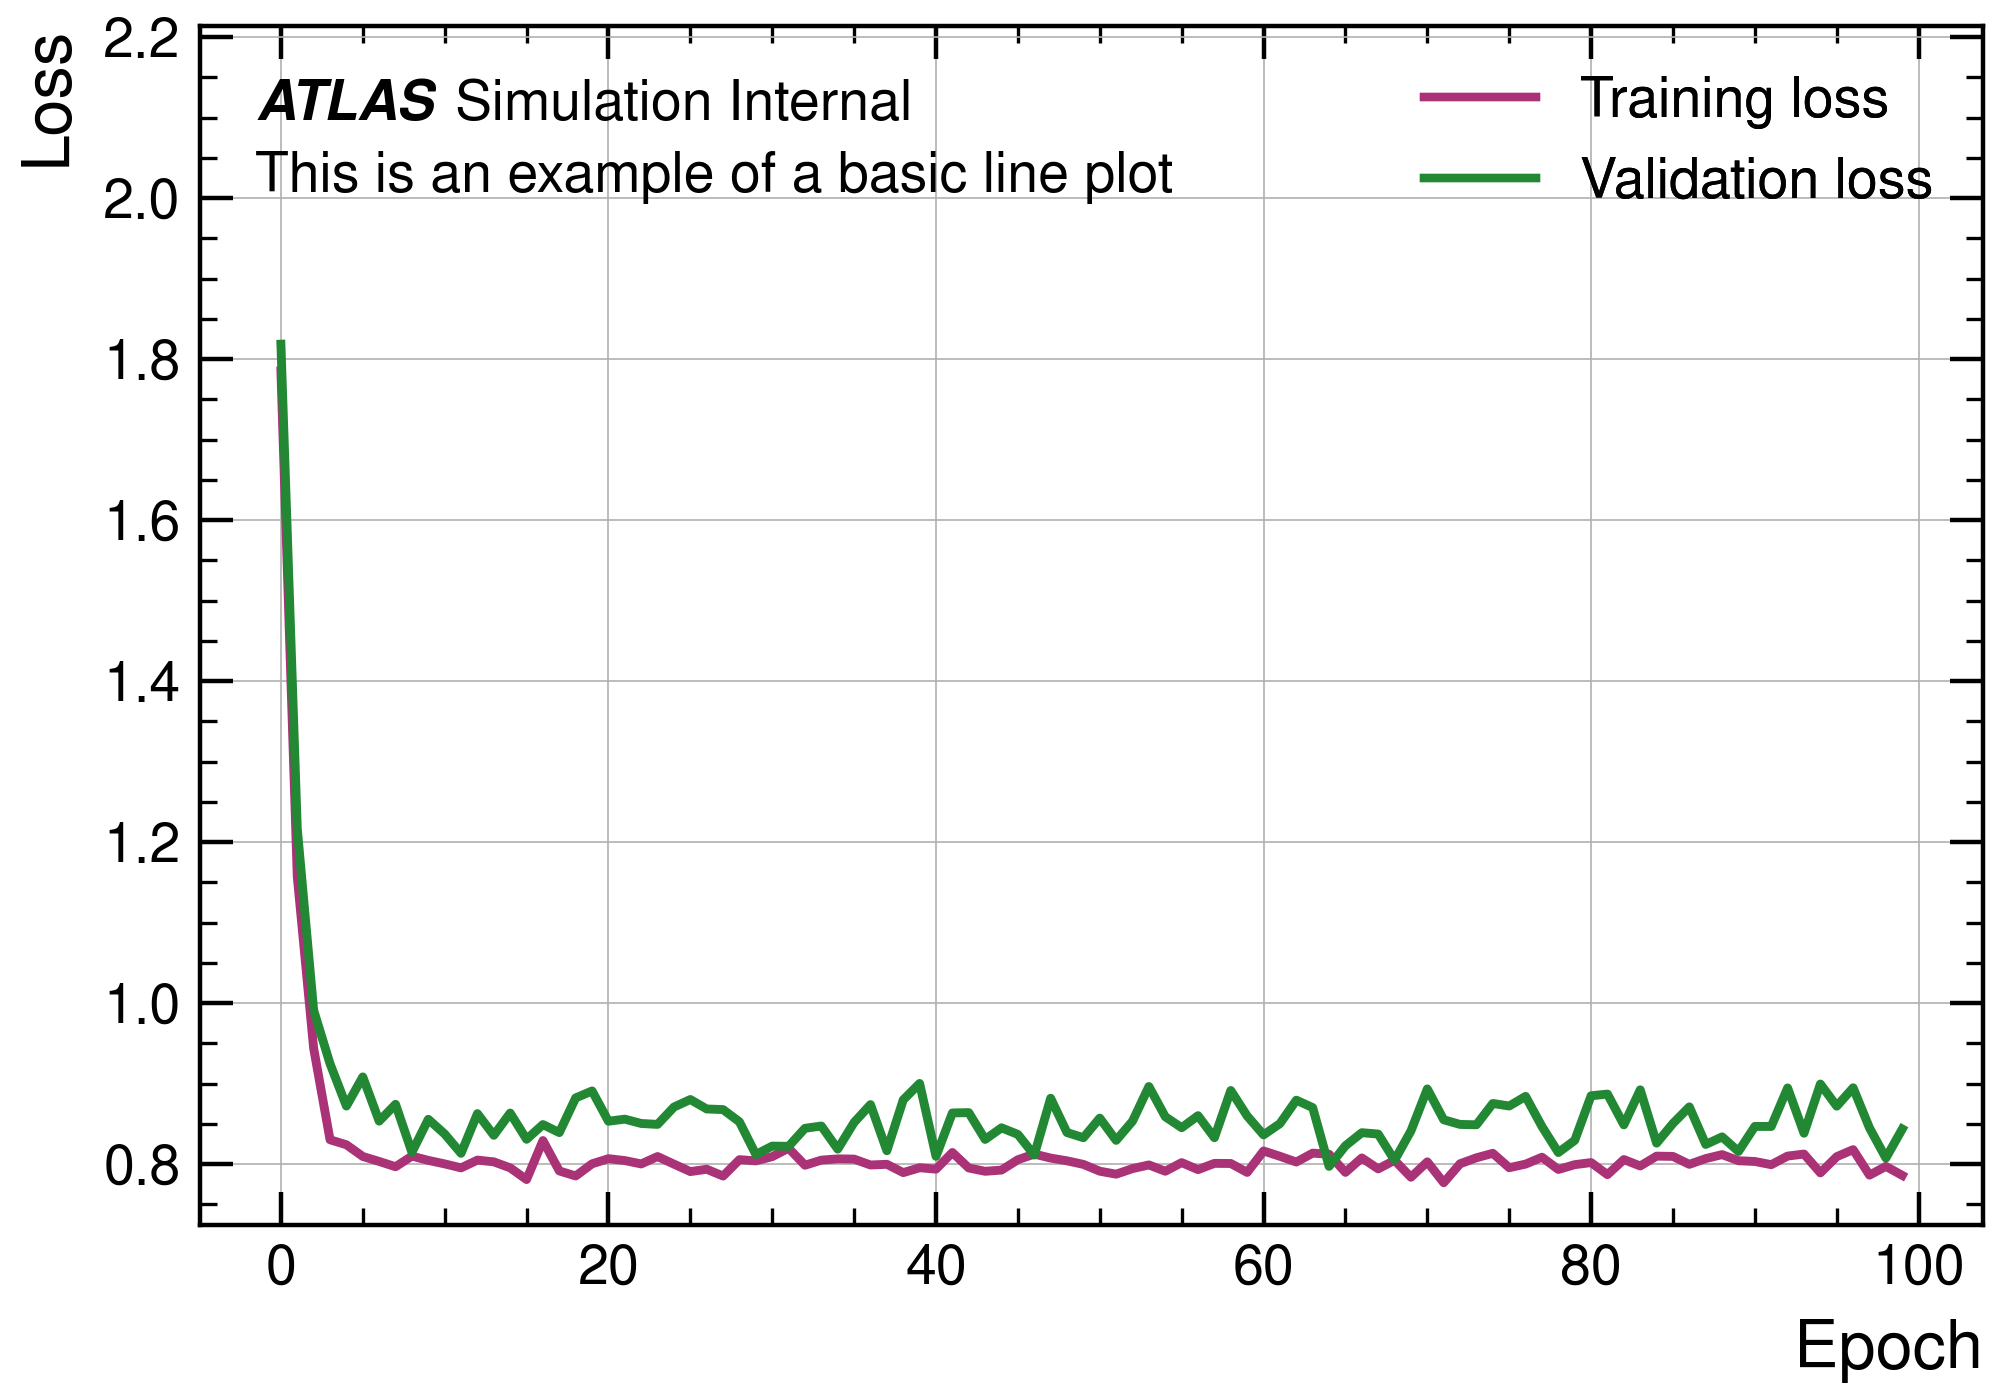 Loss
2.2
2.0
1.8
1.6
1.4
1.2
1.0
0.8
ATLAS Simulation Internal
This is an example of a basic line plot
Training loss
Validation loss
0 20 40 60 80 100
Epoch